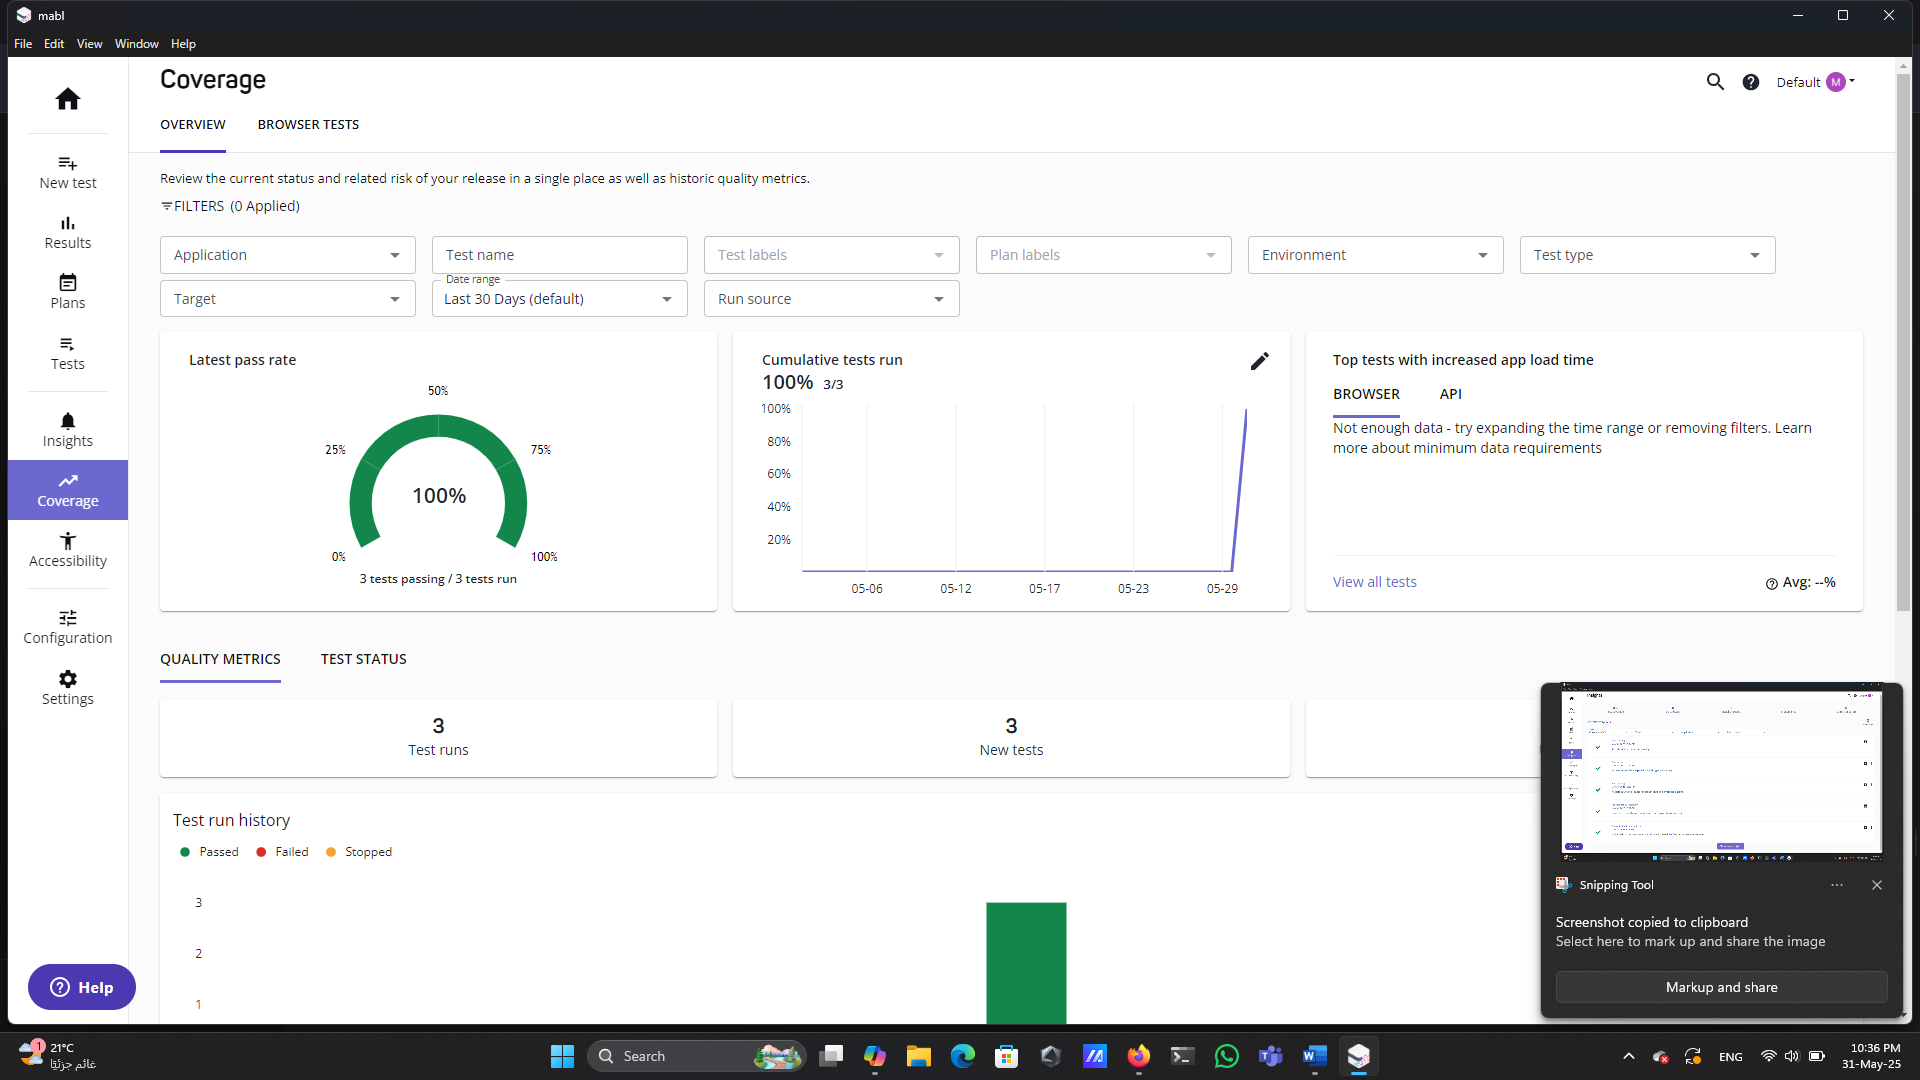 mabl
File Edit View Window Help
Coverage
Default M
OVERVIEW BROWSER TESTS
Review the current status and related risk of your release in a single place as well as historic quality metrics.
FILTERS (0 Applied)
Application
Test name
Test labels
Plan labels
Environment
Test type
Target
Date range
Last 30 Days (default)
Run source
New test
Results
Plans
Tests
Insights
Coverage
Accessibility
Configuration
Settings
Help
Latest pass rate
50%
25% 75%
100%
0% 100%
3 tests passing / 3 tests run
Cumulative tests run
100% 3/3
100%
80%
60%
40%
20%
05-06 05-12 05-17 05-23 05-29
Top tests with increased app load time
BROWSER API
Not enough data - try expanding the time range or removing filters. Learn
more about minimum data requirements
View all tests
Avg: --%
QUALITY METRICS TEST STATUS
3
Test runs
3
New tests
Test run history
Passed Failed Stopped
3
2
1
Snipping Tool
Screenshot copied to clipboard
Select here to mark up and share the image
Markup and share
1
21°C
غائم جزئيًا
Search
ENG
10:36 PM
31-May-25